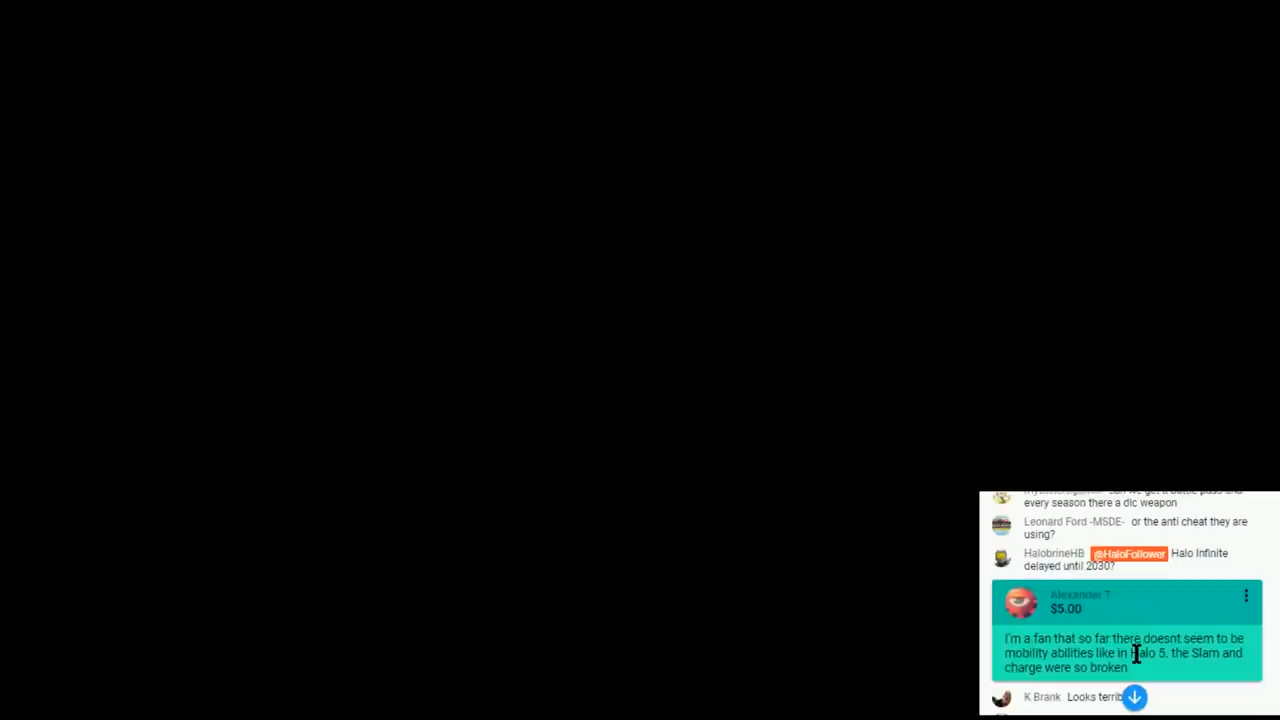 every season there a dlc weapon
Leonard Ford -MSDE- or the anti cheat they are
using?
HalobrineHB @HaloFollower Halo Infinite
delayed until 2030?
Alexander T
$5.00
I'm a fan that so far there doesnt seem to be
mobility abilities like in Halo 5. the Slam and
charge were so broken
K Brank Looks